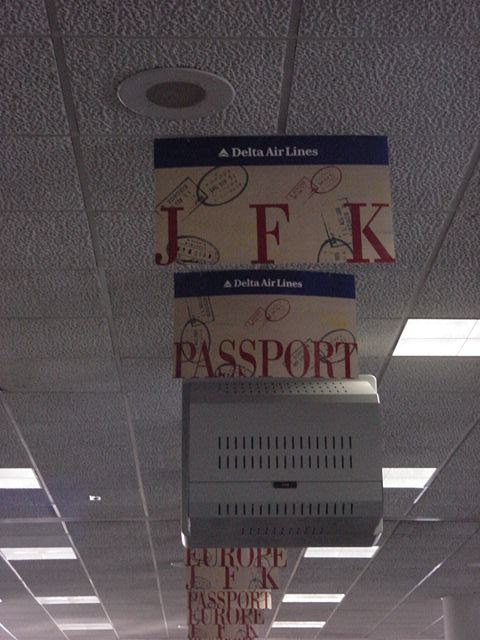 Delta Air Lines
J F K
Delta Air Lines
PASSPORT
EUROPE
J F K
PASSPORT
EUROPE
J F K